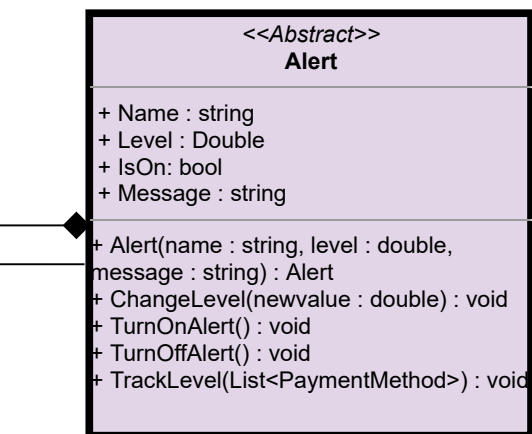 <<Abstract>>
Alert
+ Name : string
+ Level : Double
+ IsOn: bool
+ Message : string
+ Alert(name : string, level : double,
message : string) : Alert
+ ChangeLevel(newvalue : double) : void
+ TurnOnAlert() : void
+ TurnOffAlert() : void
+ TrackLevel(List<PaymentMethod>) : void